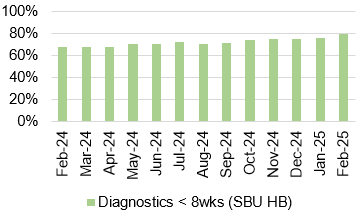 100%
80%
60%
40%
20%
0%
Feb-24
Mar-24
Apr-24
May-24
Jun-24
Jul-24
Aug-24
Sep-24
Oct-24
Nov-24
Dec-24
Jan-25
Feb-25
Diagnostics < 8wks (SBU HB)